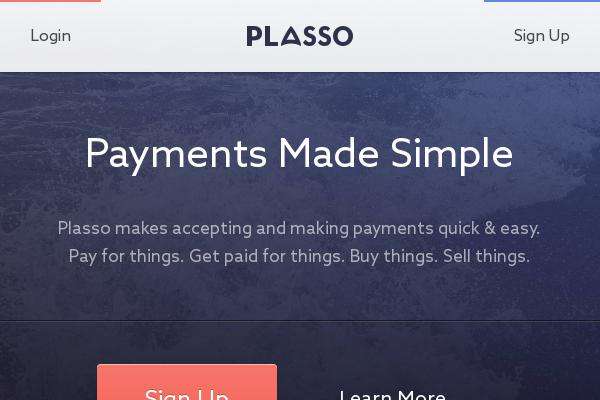 Login
PLASSO
Sign Up
Payments Made Simple
Plasso makes accepting and making payments quick & easy.
Pay for things. Get paid for things. Buy things. Sell things.
Sign Up
Learn More